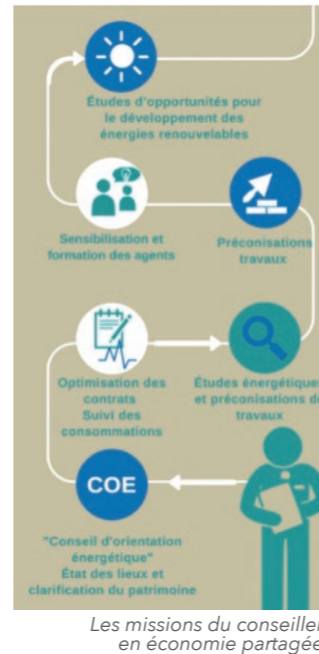 Études d'opportunités pour
le développement des
énergies renouvelables
Sensibilisation et
formation des agents
Préconisations
travaux
Optimisation des
contrats
Suivi des
consommations
Études énergétique
et préconisations d
travaux
COE
"Conseil d'orientation
énergétique"
État des lieux et
clarification du patrimoine
Les missions du conseiller
en économie partagée